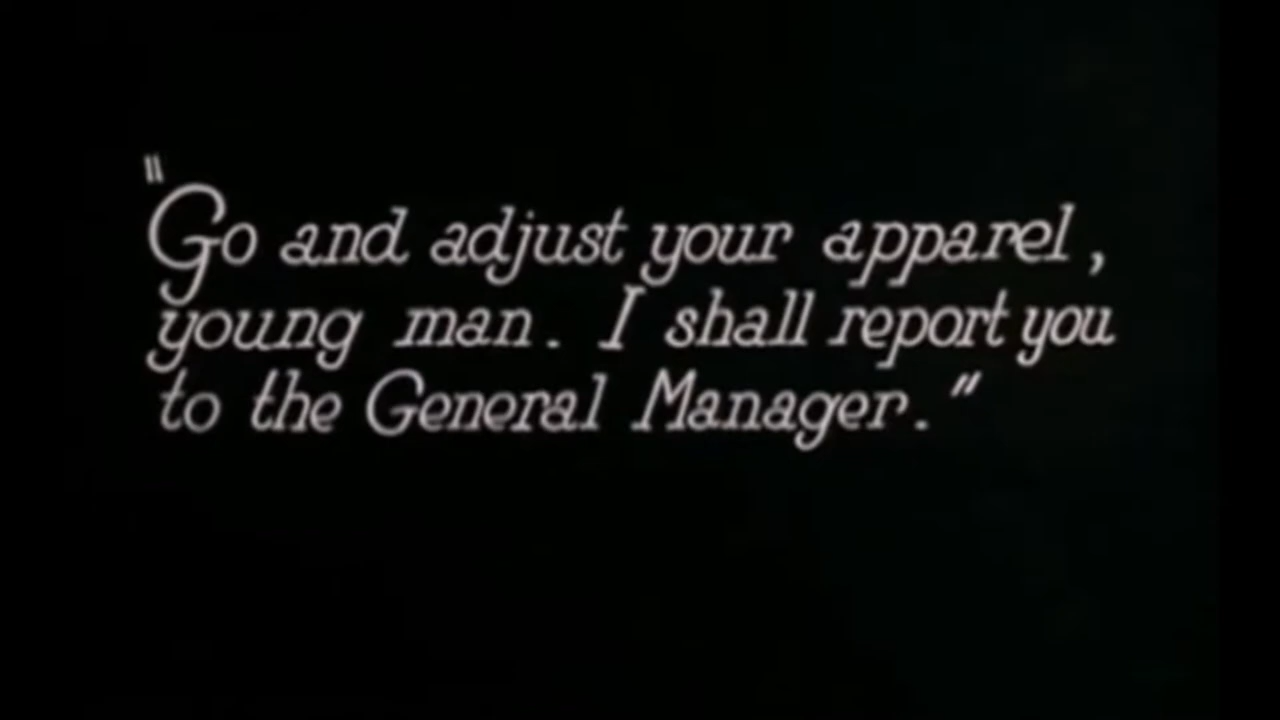 "Go and adjust your apparel,
young man. I shall report you
to the General Manager."